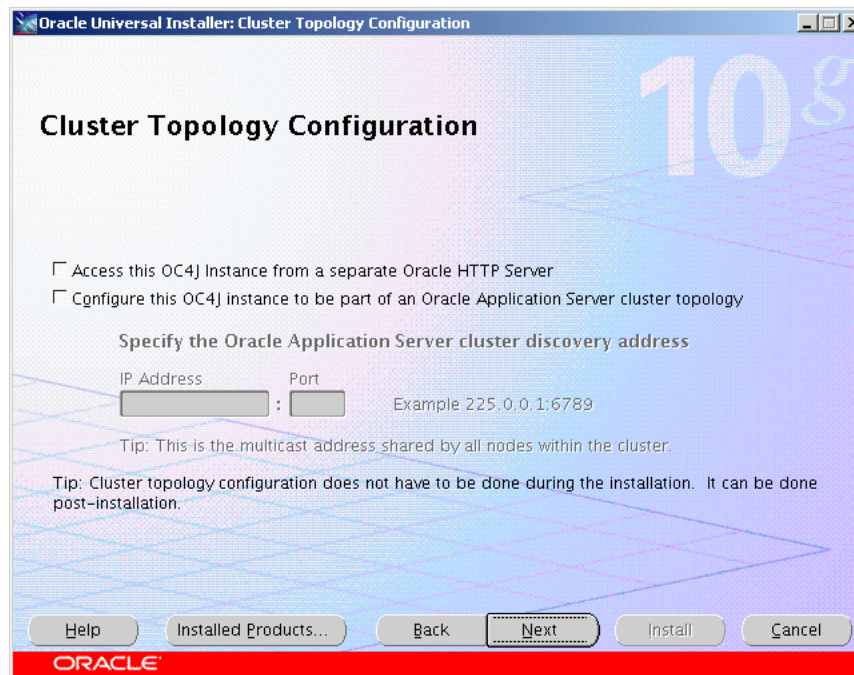 Oracle Universal Installer: Cluster Topology Configuration
10g
Cluster Topology Configuration
Access this OC4J Instance from a separate Oracle HTTP Server
Configure this OC4J instance to be part of an Oracle Application Server cluster topology
Specify the Oracle Application Server cluster discovery address
IP Address Port
: Example 225.0.0.1:6789
Tip: This is the multicast address shared by all nodes within the cluster.
Tip: Cluster topology configuration does not have to be done during the installation. It can be done
post-installation.
Help Installed Products... Back Next Install Cancel
ORACLE